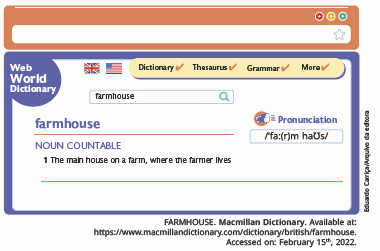 Web
World
Dictionary
Dictionary Thesaurus Grammar More
farmhouse
farmhouse
Pronunciation
/ˈfɑː(r)m haʊs/
NOUN COUNTABLE
1 The main house on a farm, where the farmer lives
Eduardo Carriça/Arquivo da editora
FARMHOUSE. Macmillan Dictionary. Available at:
https://www.macmillandictionary.com/dictionary/british/farmhouse.
Accessed on: February 15th, 2022.